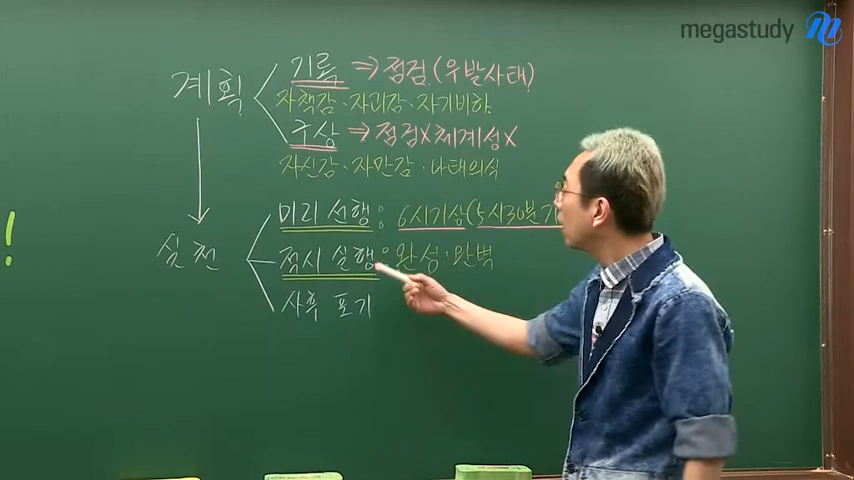 megastudy
계획
기록 ⇒ 점검(우발사태)
자책감·자괴감·자기비하
구상 ⇒ 점검X체계성X
자신감·자만감·나태의식
실천
미리 선행: 6시기상(5시30분
적시 실행: 완성·완벽
사후 포기
!